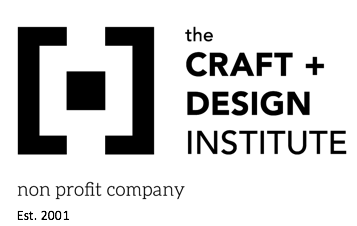 the
CRAFT +
DESIGN
INSTITUTE
non profit company
Est. 2001